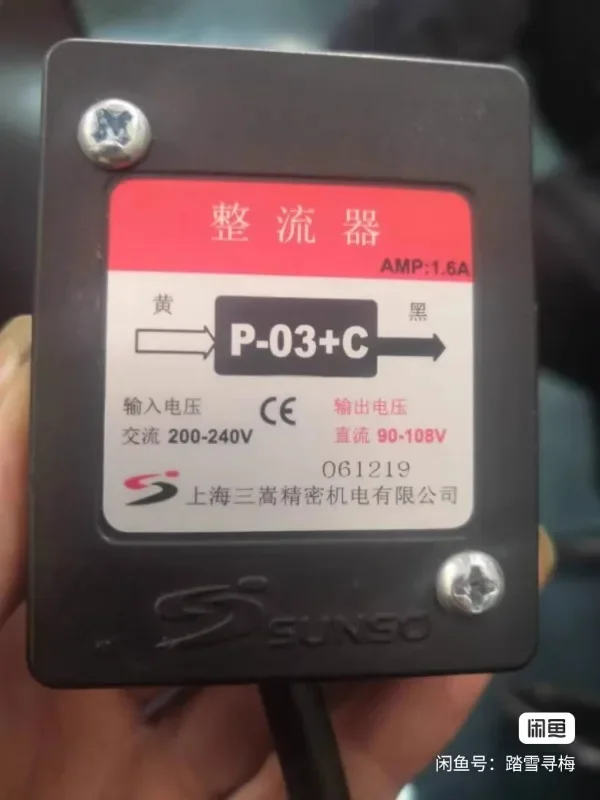 整流器
AMP:1.6A
黄
黑
P-03+C
输入电压
CE
输出电压
交流 200-240V
直流 90-108V
061219
上海三嵩精密机电有限公司
SUNSO
闲鱼
闲鱼号：踏雪寻梅